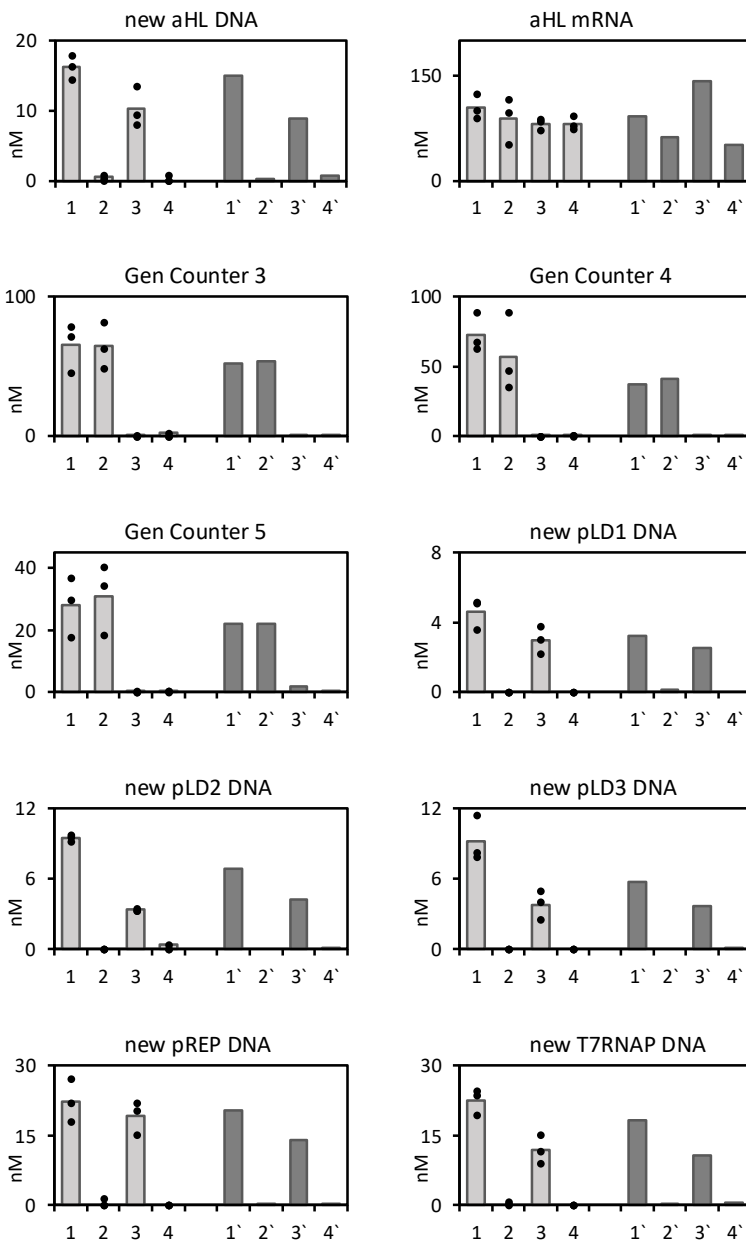 new aHL DNA
20
10
0
nM
1 2 3 4 1` 2` 3` 4`
aHL mRNA
150
0
nM
1 2 3 4 1` 2` 3` 4`
Gen Counter 3
100
0
nM
1 2 3 4 1` 2` 3` 4`
Gen Counter 4
100
50
0
nM
1 2 3 4 1` 2` 3` 4`
Gen Counter 5
40
20
0
nM
1 2 3 4 1` 2` 3` 4`
new pLD1 DNA
8
4
0
nM
1 2 3 4 1` 2` 3` 4`
new pLD2 DNA
12
6
0
nM
1 2 3 4 1` 2` 3` 4`
new pLD3 DNA
12
6
0
nM
1 2 3 4 1` 2` 3` 4`
new pREP DNA
30
15
0
nM
1 2 3 4 1` 2` 3` 4`
new T7RNAP DNA
30
15
0
nM
1 2 3 4 1` 2` 3` 4`